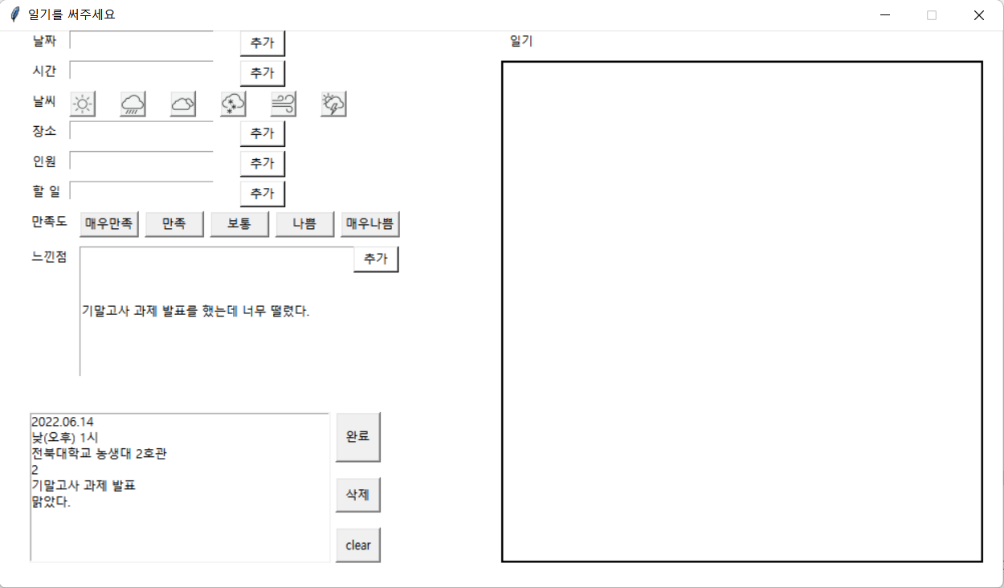 일기를 써주세요
날짜 추가 일기
시간 추가
날씨
장소 추가
인원 추가
할 일 추가
만족도 매우만족 만족 보통 나쁨 매우나쁨
느낀점 추가
기말고사 과제 발표를 했는데 너무 떨렸다.
2022.06.14
낮(오후) 1시
전북대학교 농생대 2호관
2
기말고사 과제 발표
맑았다.
완료
삭제
clear